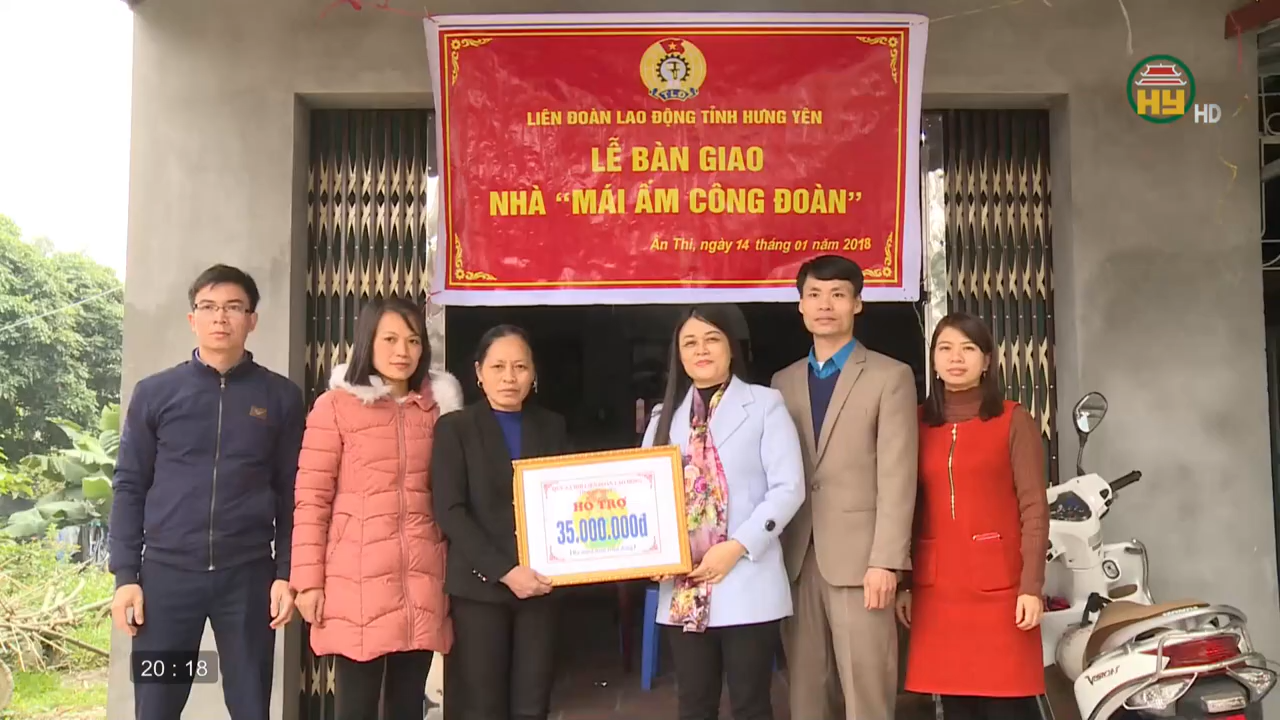 LIÊN ĐOÀN LAO ĐỘNG TỈNH HƯNG YÊN
LỄ BÀN GIAO
NHÀ "MÁI ẤM CÔNG ĐOÀN"
Ân Thi, ngày 14 tháng 01 năm 2018
HY HD
HỖ TRỢ
35.000.000đ
20 : 18
VISION